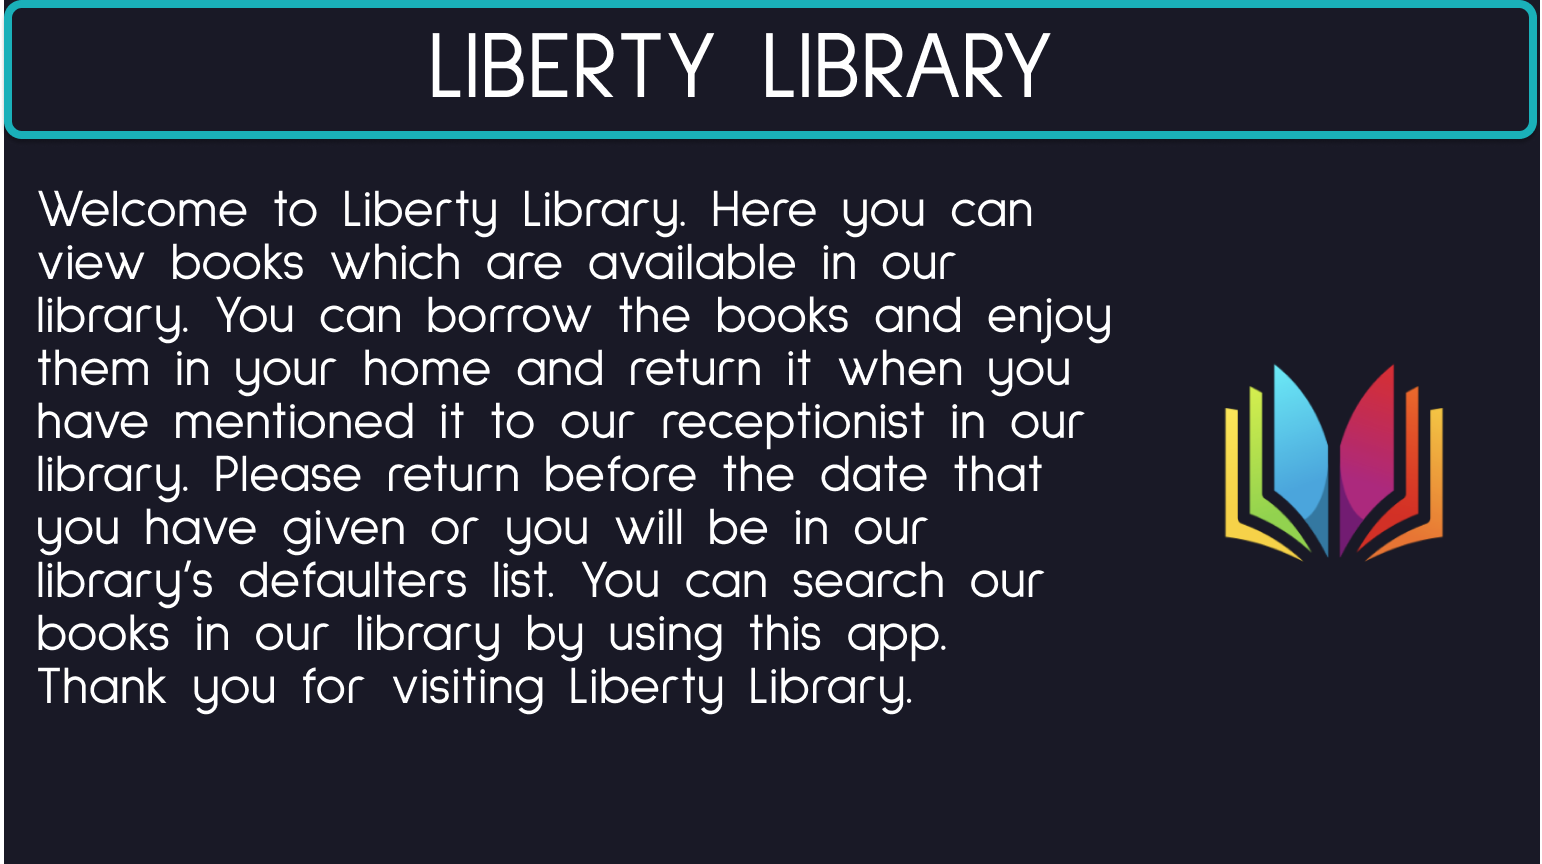 LIBERTY LIBRARY
Welcome to Liberty Library. Here you can
view books which are available in our
library. You can borrow the books and enjoy
them in your home and return it when you
have mentioned it to our receptionist in our
library. Please return before the date that
you have given or you will be in our
library's defaulters list. You can search our
books in our library by using this app.
Thank you for visiting Liberty Library.